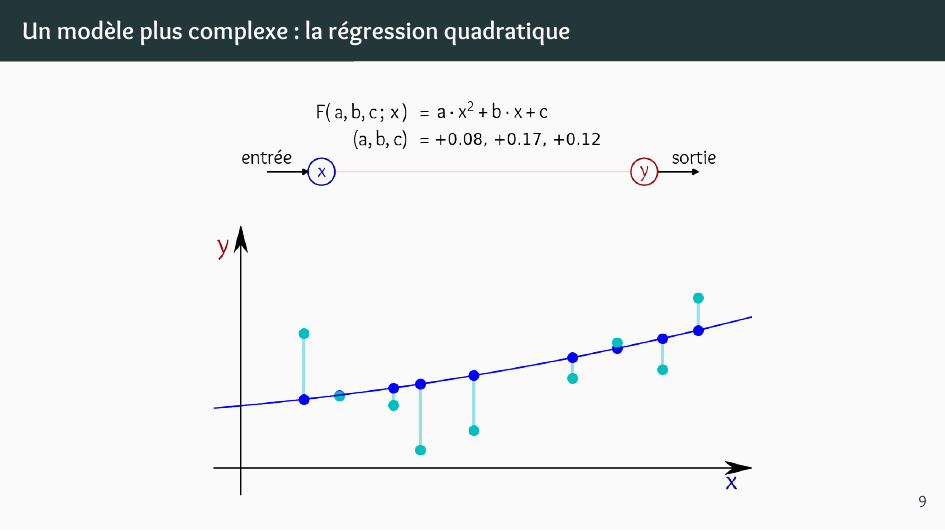 Un modèle plus complexe : la régression quadratique
F( a, b, c ; x ) = a · x² + b · x + c
(a, b, c) = +0.08, +0.17, +0.12
entrée
x
y
sortie
y
x
9